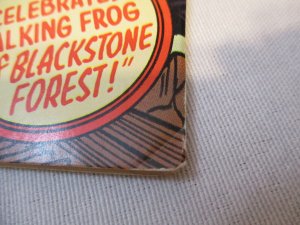 CELEBRATE
ALKING FROG
F BLACKSTONE
FOREST!"